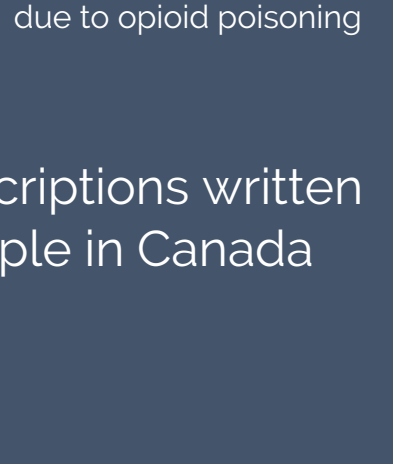 due to opioid poisoning
criptions written
ple in Canada